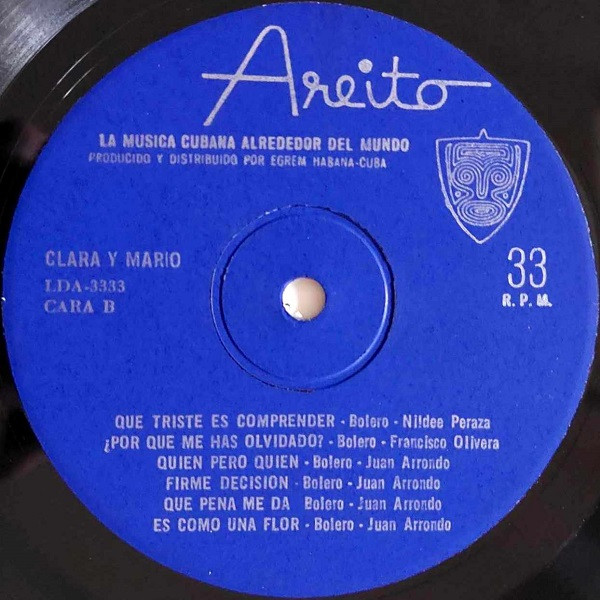 Areito
LA MUSICA CUBANA ALREDEDOR DEL MUNDO
PRODUCIDO Y DISTRIBUIDO POR EGREM HABANA-CUBA
CLARA Y MARIO
LDA-3333
CARA B
33
R. P. M.
QUE TRISTE ES COMPRENDER - Bolero - Nildee Peraza
¿POR QUE ME HAS OLVIDADO? - Bolero - Francisco Olivera
QUIEN PERO QUIEN - Bolero - Juan Arrondo
FIRME DECISION - Bolero - Juan Arrondo
QUE PENA ME DA Bolero - Juan Arrondo
ES COMO UNA FLOR - Bolero - Juan Arrondo